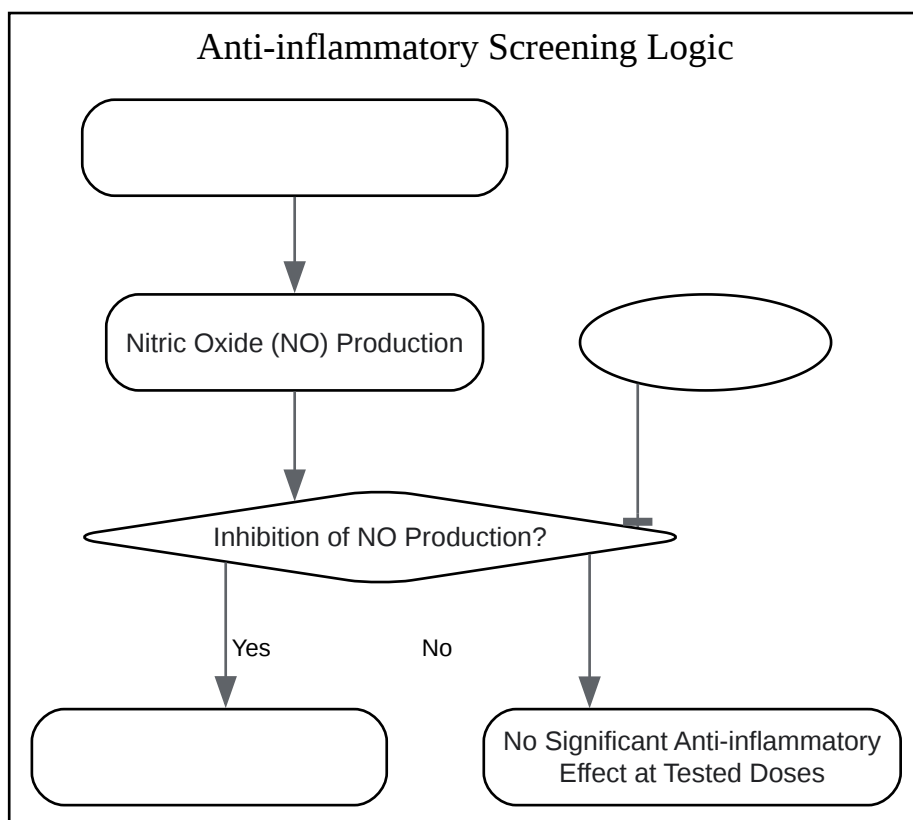 Anti-inflammatory Screening Logic
Nitric Oxide (NO) Production
Inhibition of NO Production?
Yes
No
No Significant Anti-inflammatory
Effect at Tested Doses